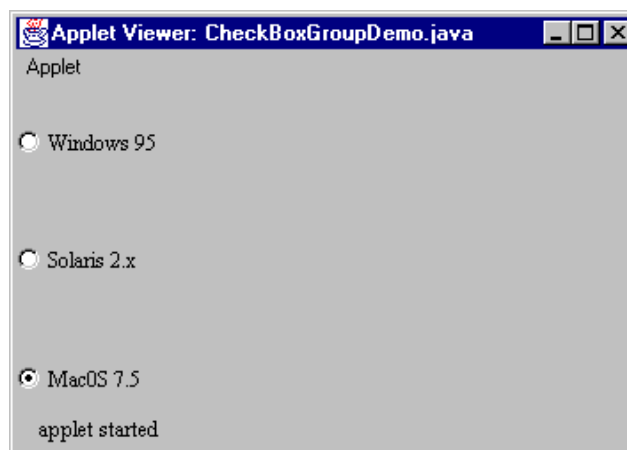 Applet Viewer: CheckBoxGroupDemo.java
Applet
Windows 95
Solaris 2.x
MacOS 7.5
applet started